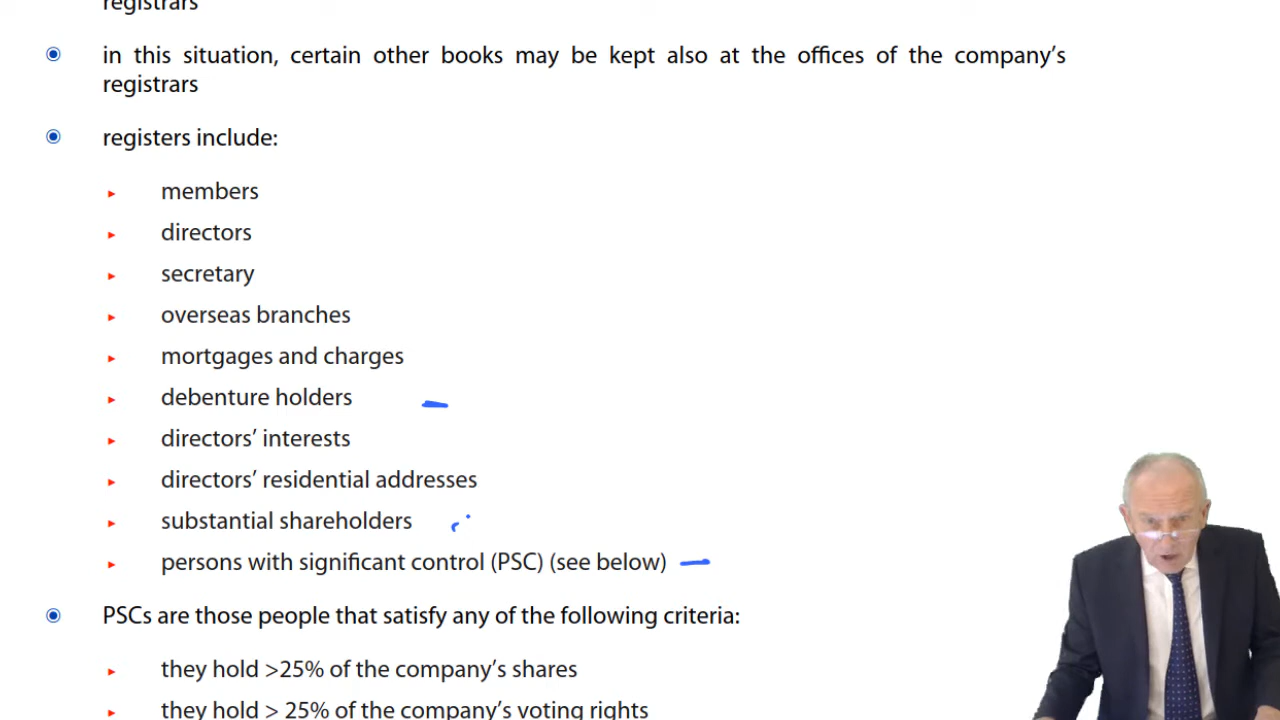 registrars
in this situation, certain other books may be kept also at the offices of the company’s
registrars
registers include:
members
directors
secretary
overseas branches
mortgages and charges
debenture holders
directors’ interests
directors’ residential addresses
substantial shareholders
persons with significant control (PSC) (see below)
PSCs are those people that satisfy any of the following criteria:
they hold >25% of the company’s shares
they hold > 25% of the company’s voting rights